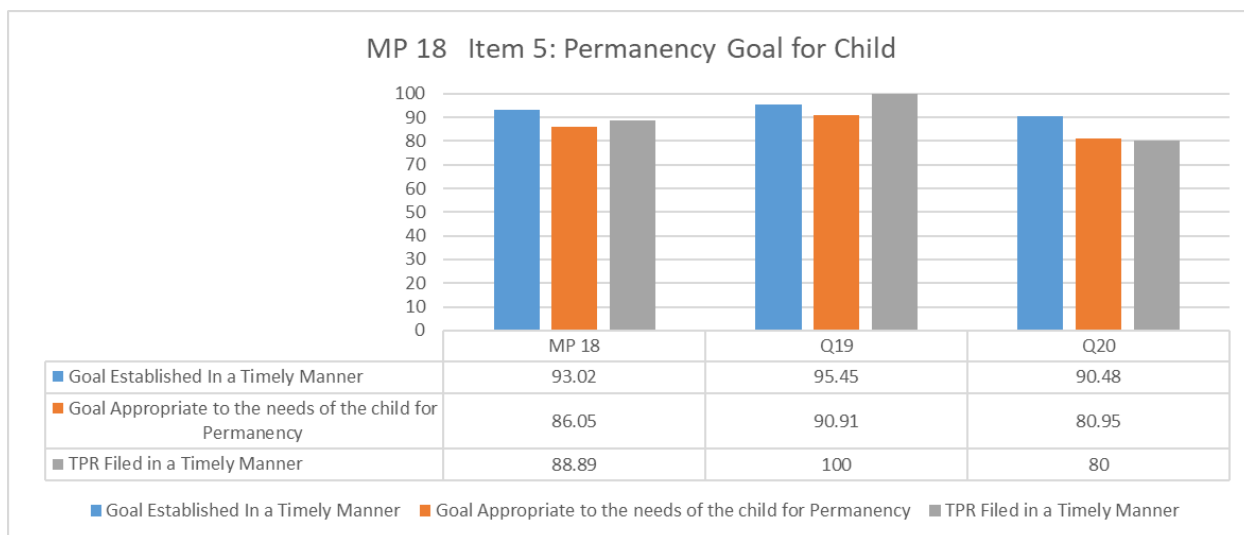 MP 18 Item 5: Permanency Goal for Child
100
90
80
70
60
50
40
30
20
10
0
MP 18 Q19 Q20
Goal Established In a Timely Manner 93.02 95.45 90.48
Goal Appropriate to the needs of the child for
Permanency 86.05 90.91 80.95
TPR Filed in a Timely Manner 88.89 100 80
Goal Established In a Timely Manner Goal Appropriate to the needs of the child for Permanency TPR Filed in a Timely Manner